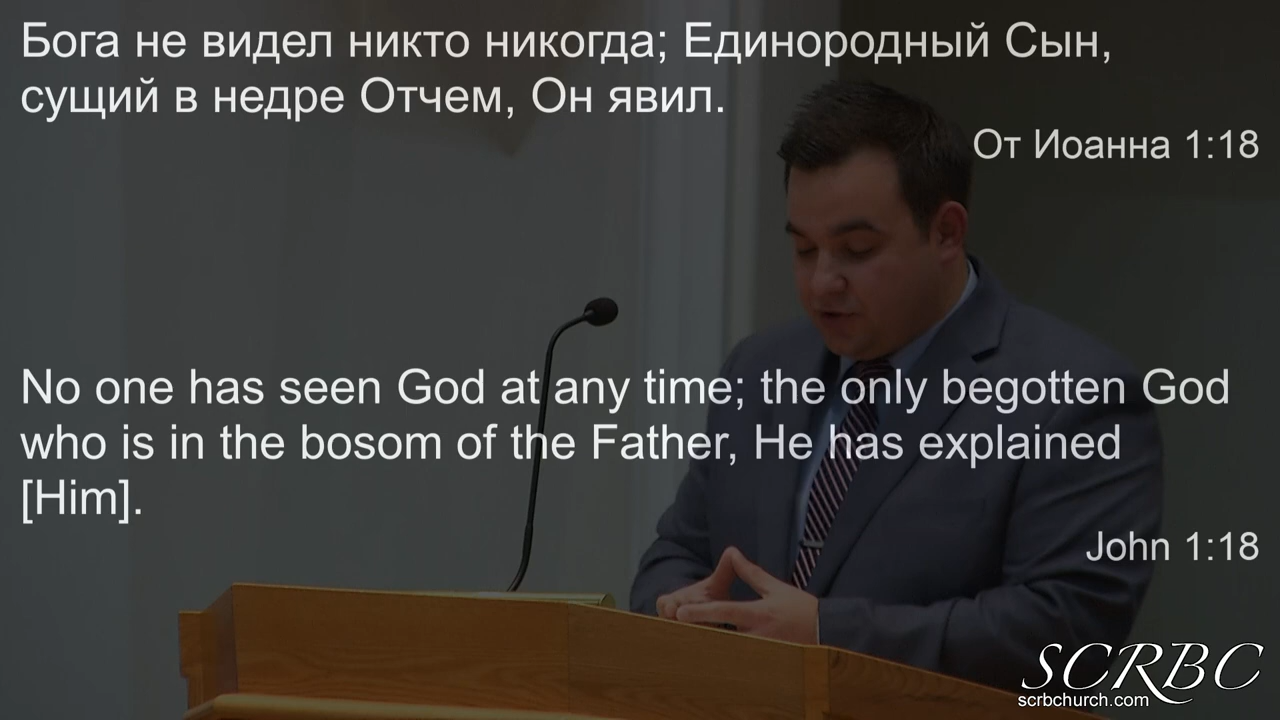 Бога не видел никто никогда; Единородный Сын,
сущий в недре Отчем, Он явил.
От Иоанна 1:18
No one has seen God at any time; the only begotten God
who is in the bosom of the Father, He has explained
[Him].
John 1:18
SCRBC
scrbchurch.com